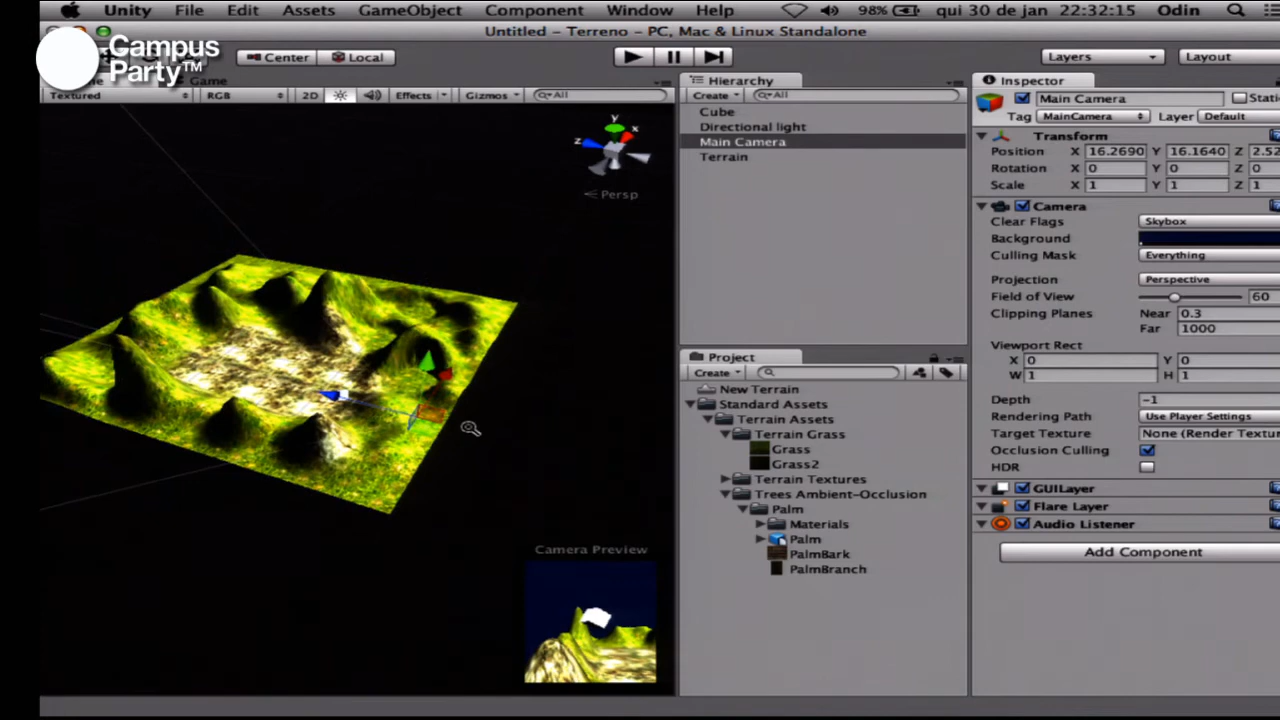 Unity File Edit Assets GameObject Component Window Help 98% qui 30 de jan 22:32:15 Odin
Untitled - Terreno - PC, Mac & Linux Standalone
Campus
Party™
Center Local
Layers Layout
Game
Textured RGB 2D Effects Gizmos All
y
x
z
Persp
Camera Preview
Hierarchy
Create All
Cube
Directional light
Main Camera
Terrain
Project
Create
New Terrain
Standard Assets
Terrain Assets
Terrain Grass
Grass
Grass2
Terrain Textures
Trees Ambient-Occlusion
Palm
Materials
Palm
PalmBark
PalmBranch
Inspector
Main Camera Stati
Tag MainCamera Layer Default
Transform
Position X 16.2690 Y 16.1640 Z 2.52
Rotation X 0 Y 0 Z 0
Scale X 1 Y 1 Z 1
Camera
Clear Flags Skybox
Background
Culling Mask Everything
Projection Perspective
Field of View 60
Clipping Planes Near 0.3
Far 1000
Viewport Rect
X 0 Y 0
W 1 H 1
Depth -1
Rendering Path Use Player Settings
Target Texture None (Render Textur
Occlusion Culling
HDR
GUILayer
Flare Layer
Audio Listener
Add Component